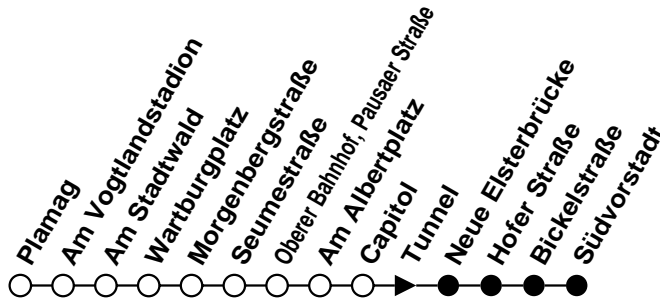 Plamag
Am Vogtlandstadion
Am Stadtwald
Wartburgplatz
Morgenbergstraße
Seumestraße
Oberer Bahnhof, Pausaer Straße
Am Albertplatz
Capitol
Tunnel
Neue Elsterbrücke
Hofer Straße
Bickelstraße
Südvorstadt